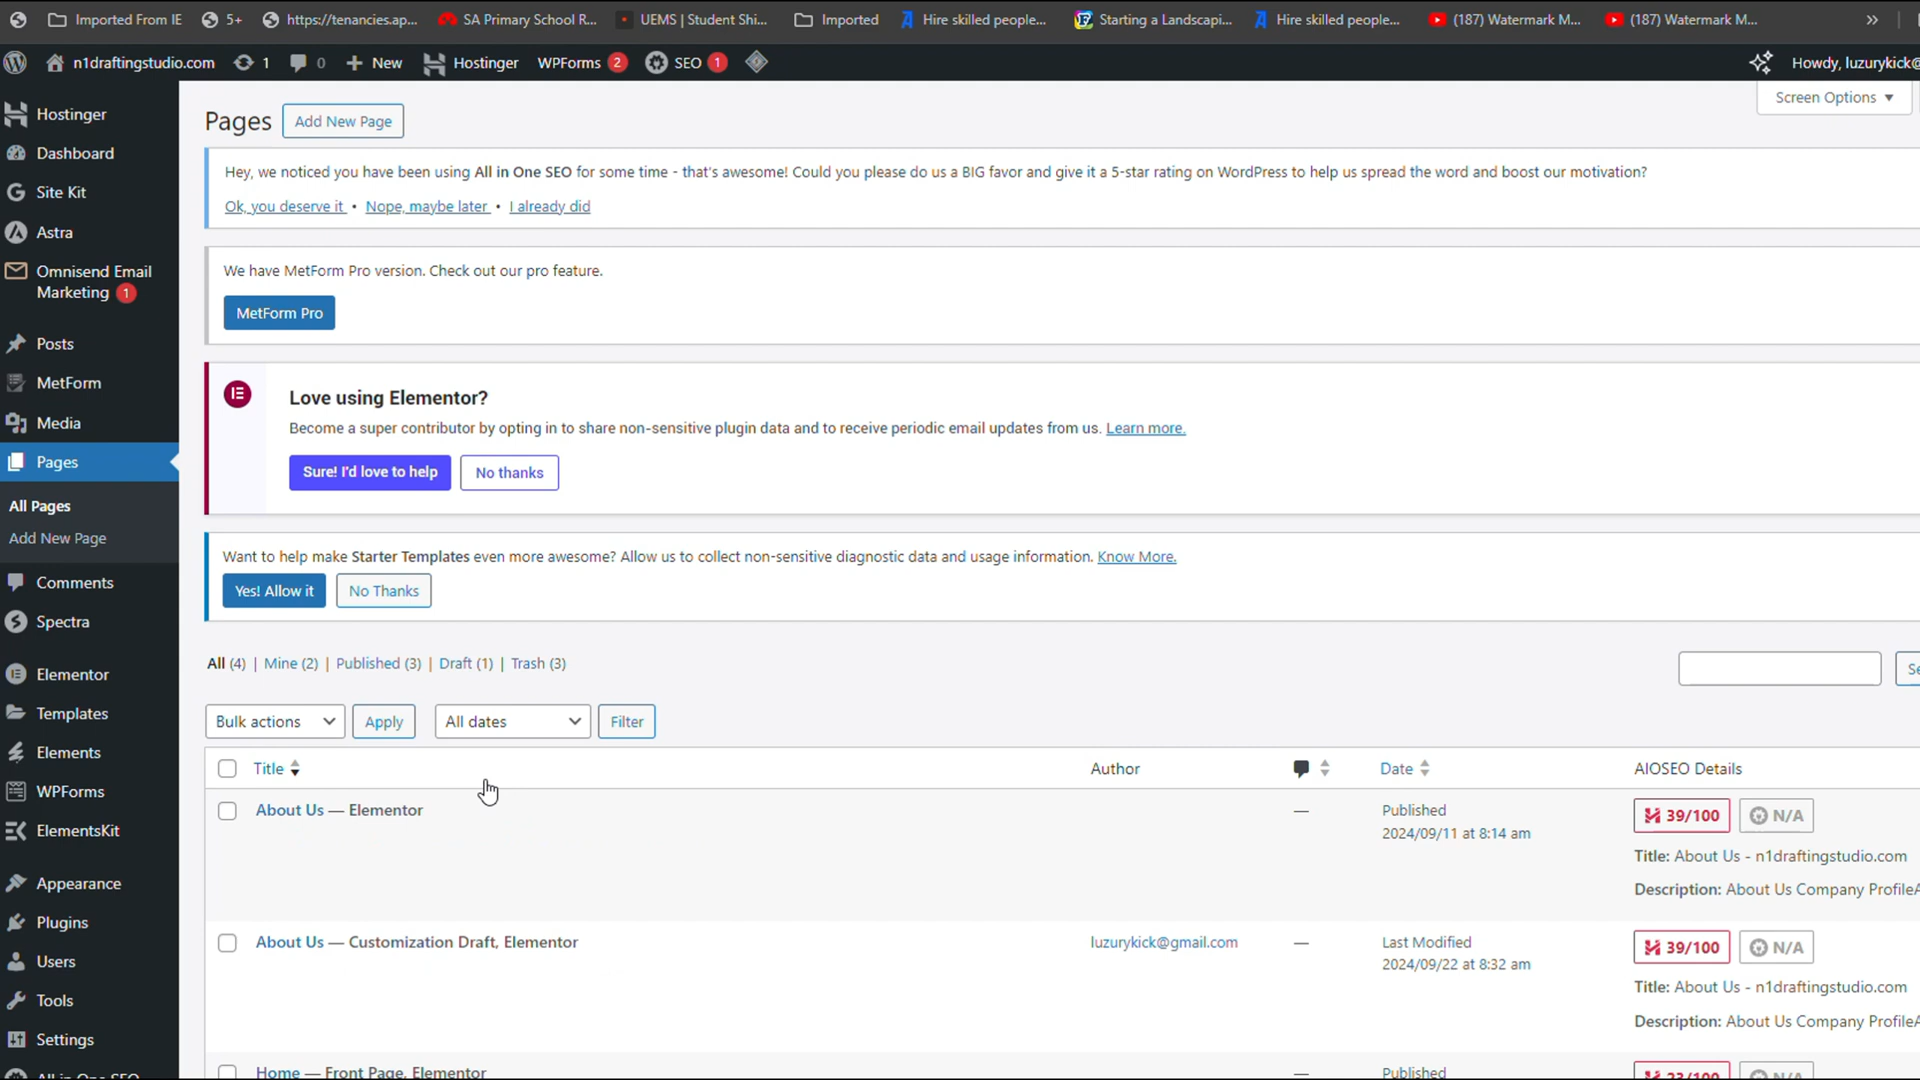 Imported From IE 5+ https://tenancies.ap... SA Primary School R... UEMS | Student Shi... Imported Hire skilled people... Starting a Landscapi... Hire skilled people... (187) Watermark M... (187) Watermark M... »
n1draftingstudio.com 1 0 + New Hostinger WPForms 2 SEO 1 Howdy, luzurykick@
Screen Options
Hostinger
Dashboard
Site Kit
Astra
Omnisend Email
Marketing 1
Posts
MetForm
Media
Pages
All Pages
Add New Page
Comments
Spectra
Elementor
Templates
Elements
WPForms
ElementsKit
Appearance
Plugins
Users
Tools
Settings
All in One SEO
Pages Add New Page
Hey, we noticed you have been using All in One SEO for some time - that's awesome! Could you please do us a BIG favor and give it a 5-star rating on WordPress to help us spread the word and boost our motivation?
Ok, you deserve it • Nope, maybe later • I already did
We have MetForm Pro version. Check out our pro feature.
MetForm Pro
Love using Elementor?
Become a super contributor by opting in to share non-sensitive plugin data and to receive periodic email updates from us. Learn more.
Sure! I'd love to help No thanks
Want to help make Starter Templates even more awesome? Allow us to collect non-sensitive diagnostic data and usage information. Know More.
Yes! Allow it No Thanks
All (4) | Mine (2) | Published (3) | Draft (1) | Trash (3)
Se
Bulk actions Apply All dates Filter
Title Author Date AIOSEO Details
About Us — Elementor — Published 39/100 N/A
2024/09/11 at 8:14 am
Title: About Us - n1draftingstudio.com
Description: About Us Company ProfileA
About Us — Customization Draft, Elementor luzurykick@gmail.com — Last Modified 39/100 N/A
2024/09/22 at 8:32 am
Title: About Us - n1draftingstudio.com
Description: About Us Company ProfileA
Home — Front Page, Elementor — Published 23/100 N/A